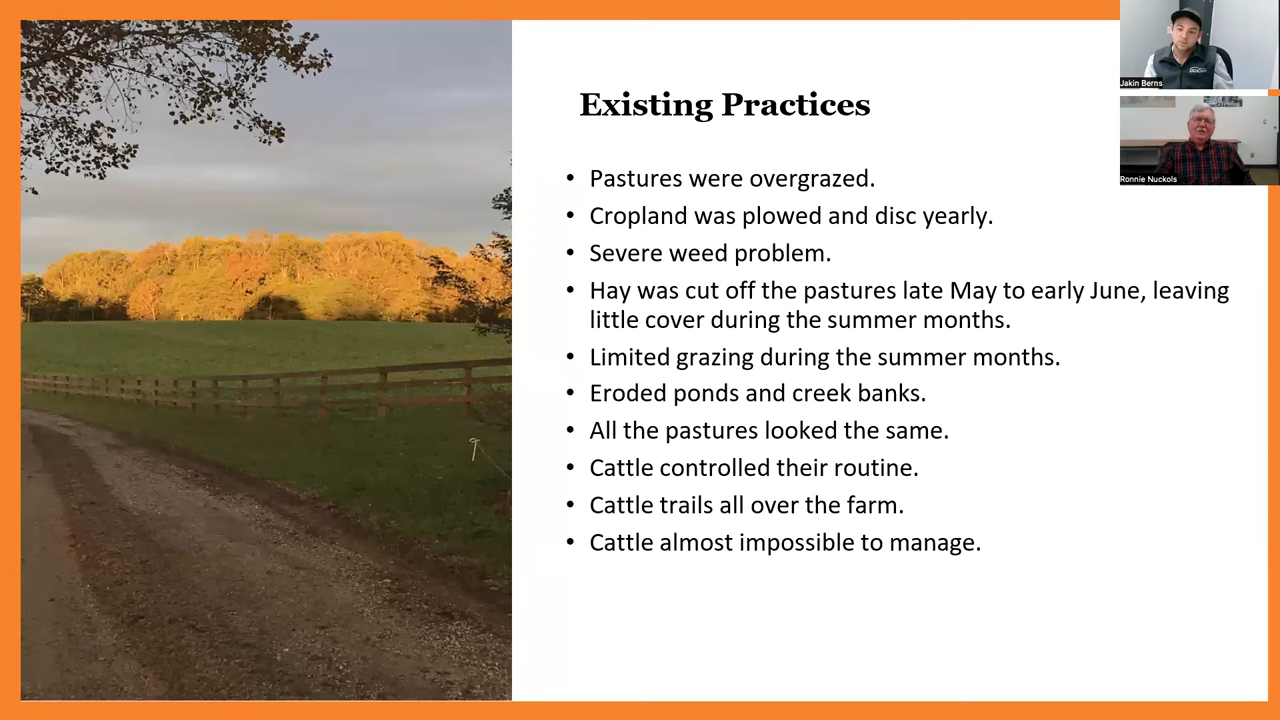 Existing Practices
• Pastures were overgrazed.
• Cropland was plowed and disc yearly.
• Severe weed problem.
• Hay was cut off the pastures late May to early June, leaving
little cover during the summer months.
• Limited grazing during the summer months.
• Eroded ponds and creek banks.
• All the pastures looked the same.
• Cattle controlled their routine.
• Cattle trails all over the farm.
• Cattle almost impossible to manage.
Jakin Berns
Ronnie Nuckols